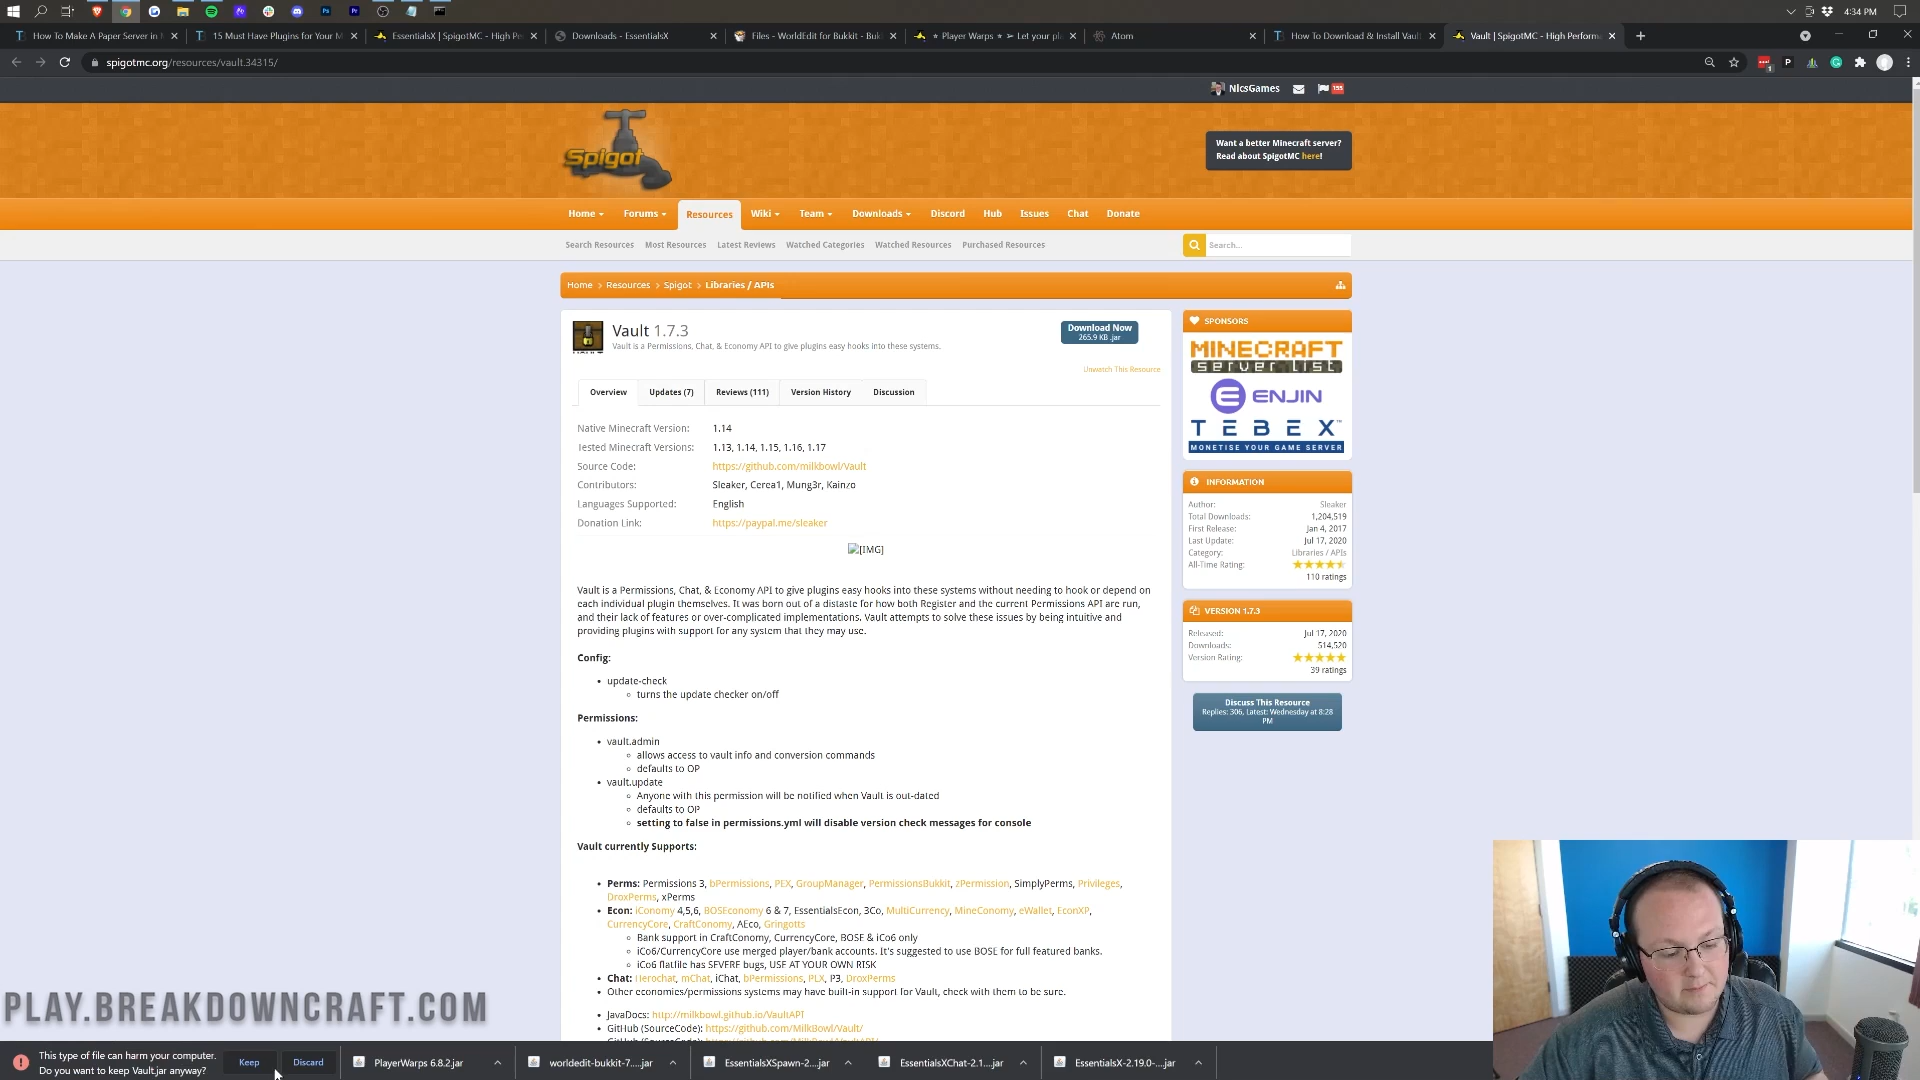 4:34 PM
How To Make A Paper Server in
15 Must Have Plugins for Your M
EssentialsX | SpigotMC - High Pe
Downloads - EssentialsX
Files - WorldEdit for Bukkit - Buk
⭑ Player Warps ⭑ ➢ Let your pl
Atom
How To Download & Install Vaul
Vault | SpigotMC - High Perform
spigotmc.org/resources/vault.34315/
NicsGames
155
Spigot
Want a better Minecraft server?
Read about SpigotMC here!
Home
Forums
Resources
Wiki
Team
Downloads
Discord
Hub
Issues
Chat
Donate
Search Resources
Most Resources
Latest Reviews
Watched Categories
Watched Resources
Purchased Resources
Search...
Home > Resources > Spigot > Libraries / APIs
Vault 1.7.3
Vault is a Permissions, Chat, & Economy API to give plugins easy hooks into these systems.
Download Now
265.9 KB .jar
Unwatch This Resource
Overview
Updates (7)
Reviews (111)
Version History
Discussion
Native Minecraft Version: 1.14
Tested Minecraft Versions: 1.13, 1.14, 1.15, 1.16, 1.17
Source Code: https://github.com/milkbowl/Vault
Contributors: Sleaker, Cerea1, Mung3r, Kainzo
Languages Supported: English
Donation Link: https://paypal.me/sleaker
[IMG]
Vault is a Permissions, Chat, & Economy API to give plugins easy hooks into these systems without needing to hook or depend on
each individual plugin themselves. It was born out of a distaste for how both Register and the current Permissions API are run,
and their lack of features or over-complicated implementations. Vault attempts to solve these issues by being intuitive and
providing plugins with support for any system that they may use.
Config:
• update-check
◦ turns the update checker on/off
Permissions:
• vault.admin
◦ allows access to vault info and conversion commands
◦ defaults to OP
• vault.update
◦ Anyone with this permission will be notified when Vault is out-dated
◦ defaults to OP
◦ setting to false in permissions.yml will disable version check messages for console
Vault currently Supports:
• Perms: Permissions 3, bPermissions, PEX, GroupManager, PermissionsBukkit, zPermission, SimplyPerms, Privileges,
DroxPerms, xPerms
• Econ: iConomy 4,5,6, BOSEconomy 6 & 7, EssentialsEcon, 3Co, MultiCurrency, MineConomy, eWallet, EconXP,
CurrencyCore, CraftConomy, AEco, Gringotts
◦ Bank support in CraftConomy, CurrencyCore, BOSE & iCo6 only
◦ iCo6/CurrencyCore use merged player/bank accounts. It's suggested to use BOSE for full featured banks.
◦ iCo6 flatfile has SEVERE bugs, USE AT YOUR OWN RISK
• Chat: Herochat, mChat, iChat, bPermissions, PEX, P3, DroxPerms
• Other economies/permissions systems may have built-in support for Vault, check with them to be sure.
• JavaDocs: http://milkbowl.github.io/VaultAPI
• GitHub (SourceCode): https://github.com/MilkBowl/Vault/
SPONSORS
MINECRAFT
server list
ENJIN
TEBEX
MONETISE YOUR GAME SERVER
INFORMATION
Author: Sleaker
Total Downloads: 1,204,519
First Release: Jan 4, 2017
Last Update: Jul 17, 2020
Category: Libraries / APIs
All-Time Rating:
110 ratings
VERSION 1.7.3
Released: Jul 17, 2020
Downloads: 514,520
Version Rating:
39 ratings
Discuss This Resource
Replies: 306, Latest: Wednesday at 8:28
PM
PLAY.BREAKDOWNCRAFT.COM
This type of file can harm your computer.
Do you want to keep Vault.jar anyway?
Keep
Discard
PlayerWarps 6.8.2.jar
worldedit-bukkit-7....jar
EssentialsXSpawn-2....jar
EssentialsXChat-2.1....jar
EssentialsX-2.19.0-....jar